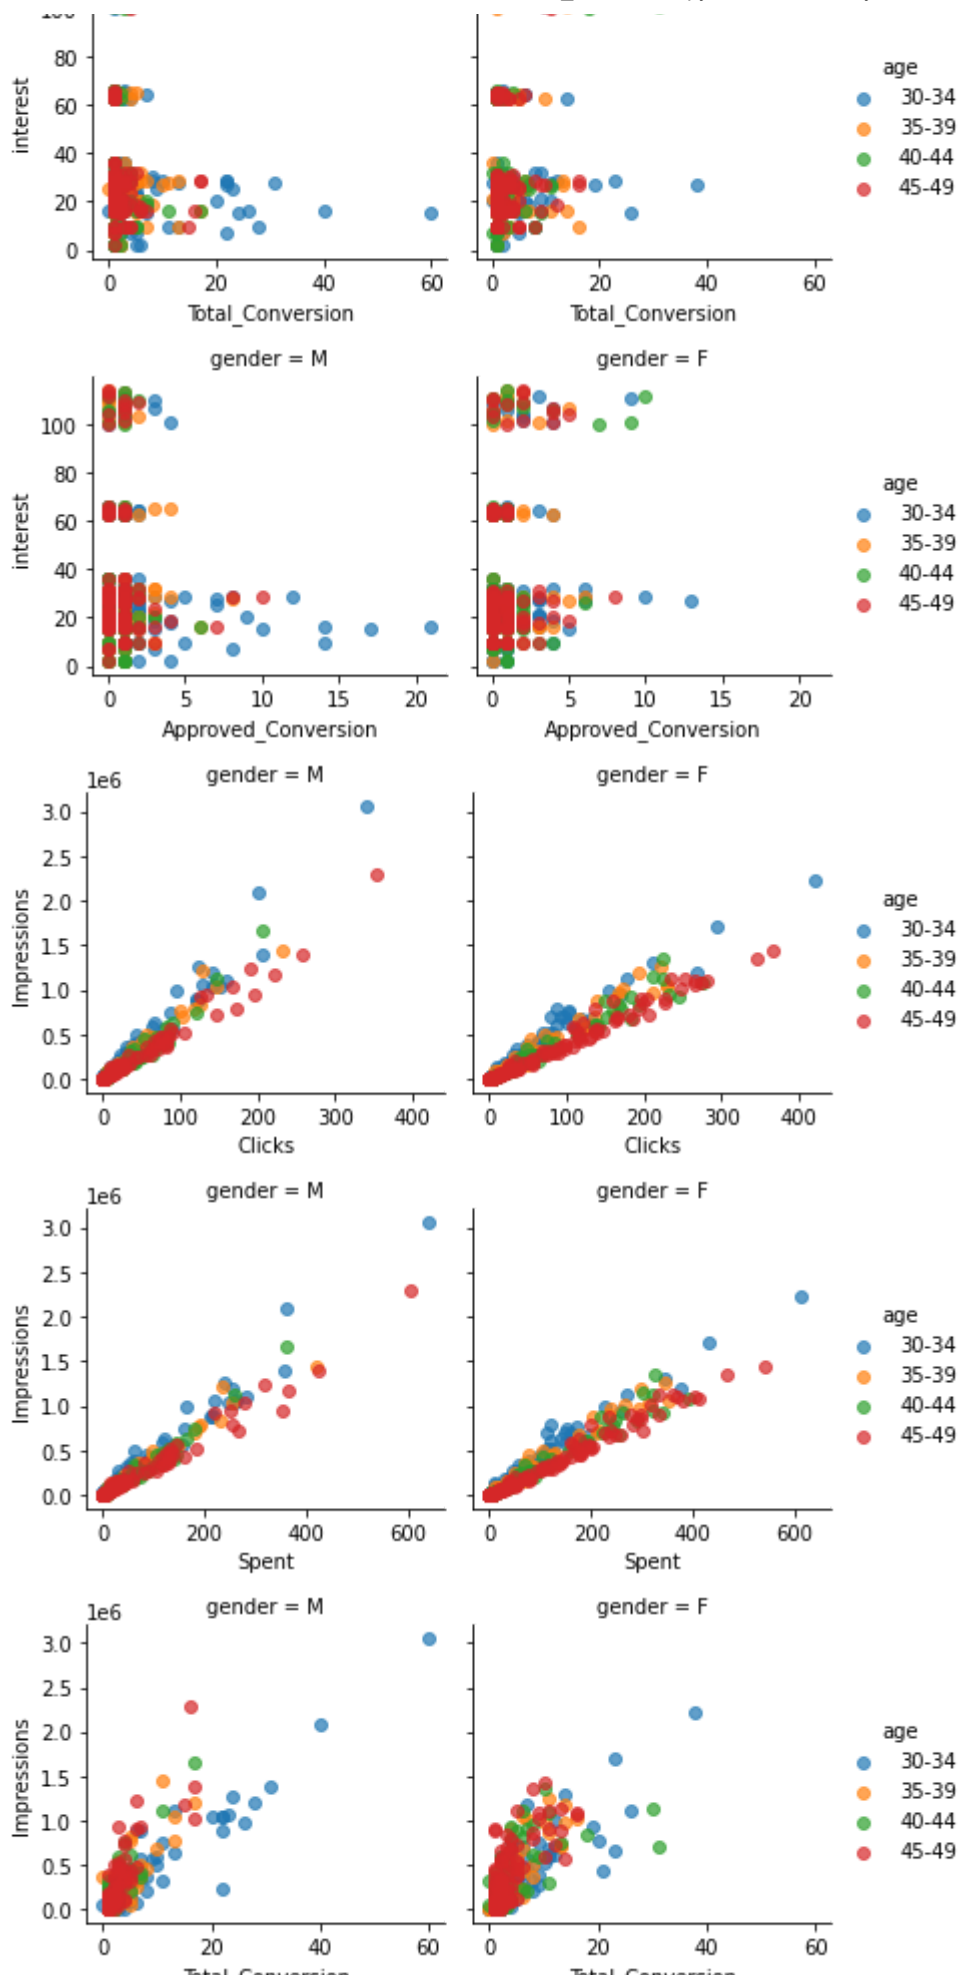 100
80
60
40
20
0
interest
0 20 40 60
Total_Conversion
0 20 40 60
Total_Conversion
age
30-34
35-39
40-44
45-49
gender = M
gender = F
100
80
60
40
20
0
interest
0 5 10 15 20
Approved_Conversion
0 5 10 15 20
Approved_Conversion
age
30-34
35-39
40-44
45-49
1e6
gender = M
gender = F
3.0
2.5
2.0
1.5
1.0
0.5
0.0
Impressions
0 100 200 300 400
Clicks
0 100 200 300 400
Clicks
age
30-34
35-39
40-44
45-49
1e6
gender = M
gender = F
3.0
2.5
2.0
1.5
1.0
0.5
0.0
Impressions
0 200 400 600
Spent
0 200 400 600
Spent
age
30-34
35-39
40-44
45-49
1e6
gender = M
gender = F
3.0
2.5
2.0
1.5
1.0
0.5
0.0
Impressions
0 20 40 60
Total_Conversion
0 20 40 60
Total_Conversion
age
30-34
35-39
40-44
45-49